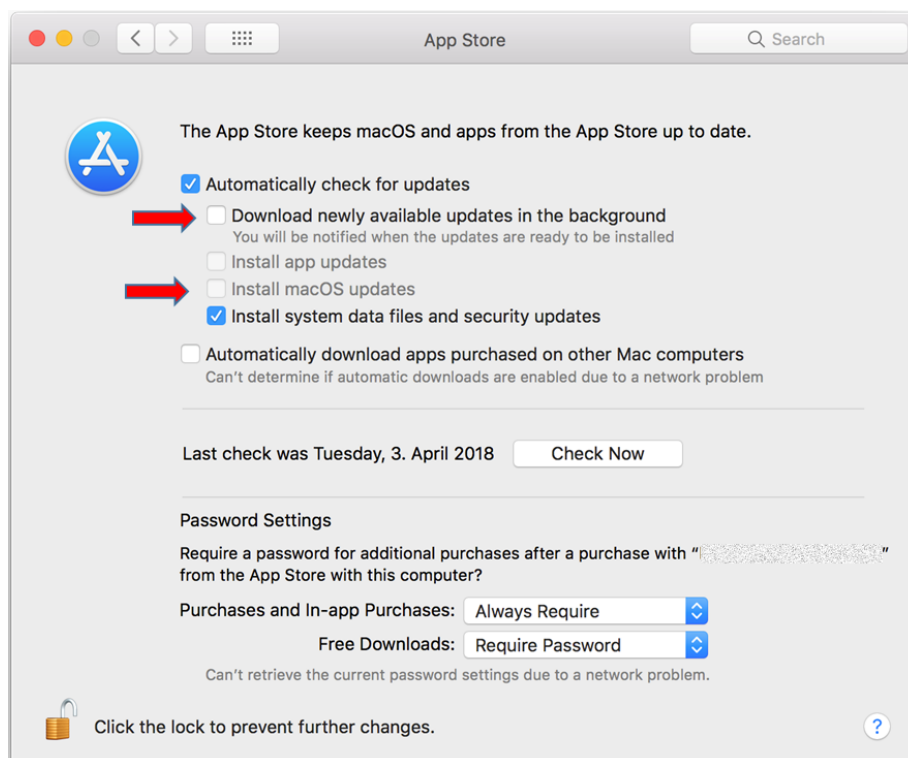 App Store
Search
The App Store keeps macOS and apps from the App Store up to date.
Automatically check for updates
Download newly available updates in the background
You will be notified when the updates are ready to be installed
Install app updates
Install macOS updates
Install system data files and security updates
Automatically download apps purchased on other Mac computers
Can't determine if automatic downloads are enabled due to a network problem
Last check was Tuesday, 3. April 2018 Check Now
Password Settings
Require a password for additional purchases after a purchase with “ ”
from the App Store with this computer?
Purchases and In-app Purchases: Always Require
Free Downloads: Require Password
Can't retrieve the current password settings due to a network problem.
Click the lock to prevent further changes.
?